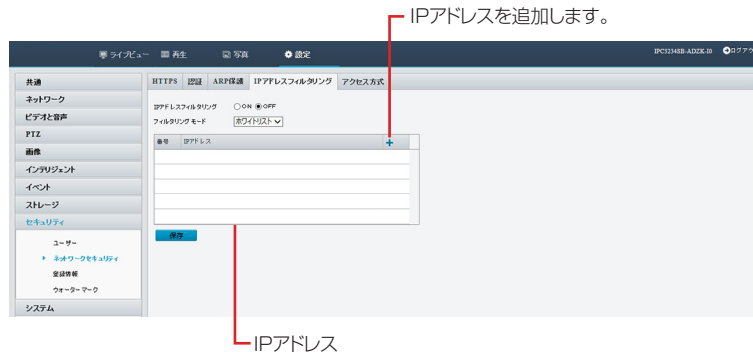 IPアドレスを追加します。
ライブビュー 再生 写真 設定 IPC3234SB-ADZK-I0 ログアウ
共通
ネットワーク
ビデオと音声
PTZ
画像
インテリジェント
イベント
ストレージ
セキュリティ
ユーザー
ネットワークセキュリティ
登録情報
ウォーターマーク
システム
HTTPS 認証 ARP保護 IPアドレスフィルタリング アクセス方式
IPアドレスフィルタリング ON OFF
フィルタリングモード ホワイトリスト
番号 IPアドレス +
保存
IPアドレス